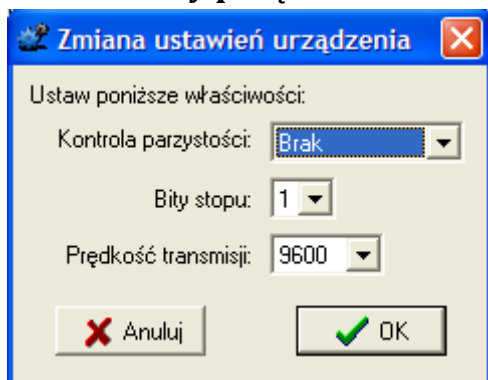 Zmiana ustawień urządzenia
Ustaw poniższe właściwości:
Kontrola parzystości: Brak
Bity stopu: 1
Prędkość transmisji: 9600
Anuluj OK